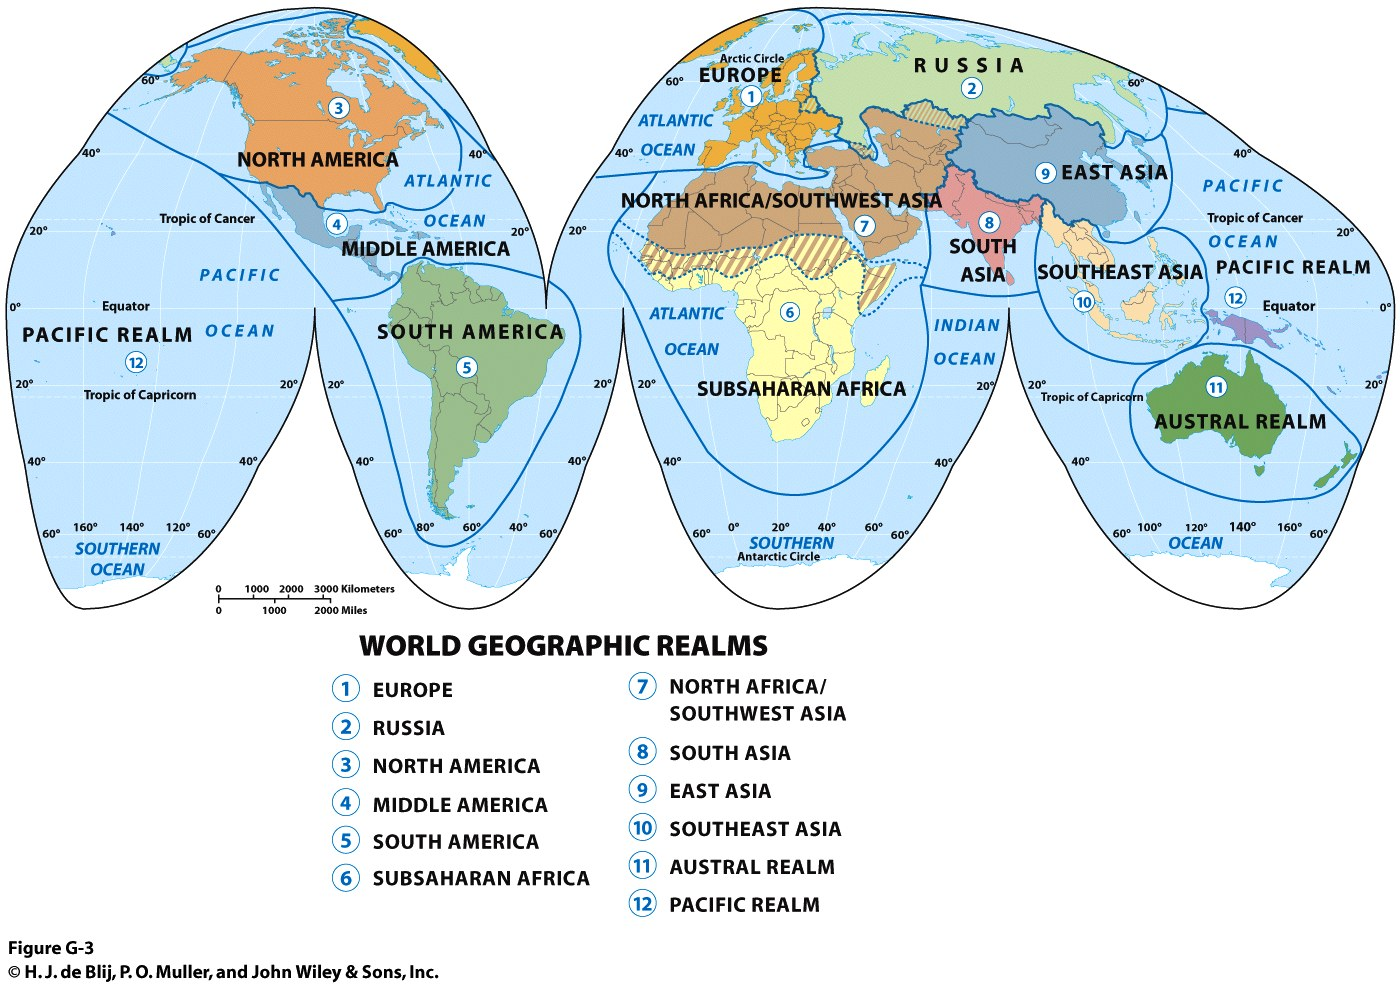 Arctic Circle
EUROPE
1
RUSSIA
2
60°
60°
60°
3
ATLANTIC
OCEAN
NORTH AMERICA
40°
40°
40°
40°
ATLANTIC
OCEAN
9 EAST ASIA
PACIFIC
OCEAN
NORTH AFRICA/SOUTHWEST ASIA
7
8
SOUTH
ASIA
Tropic of Cancer
4
Tropic of Cancer
20°
20°
20°
20°
MIDDLE AMERICA
PACIFIC
OCEAN
SOUTHEAST ASIA
10
PACIFIC REALM
12
Equator
0°
Equator
0°
PACIFIC REALM
12
SOUTH AMERICA
5
ATLANTIC
OCEAN
6
SUBSAHARAN AFRICA
INDIAN
OCEAN
11
AUSTRAL REALM
Tropic of Capricorn
Tropic of Capricorn
20°
20°
20°
20°
20°
20°
20°
20°
40°
40°
40°
40°
40°
40°
40°
40°
60°
160°
140°
120°
60°
60°
80°
60°
40°
60°
60°
0°
20°
40°
60°
60°
60°
100°
120°
140°
160°
60°
SOUTHERN
OCEAN
SOUTHERN
OCEAN
Antarctic Circle
0 1000 2000 3000 Kilometers
0 1000 2000 Miles
WORLD GEOGRAPHIC REALMS
1 EUROPE
2 RUSSIA
3 NORTH AMERICA
4 MIDDLE AMERICA
5 SOUTH AMERICA
6 SUBSAHARAN AFRICA
7 NORTH AFRICA/
SOUTHWEST ASIA
8 SOUTH ASIA
9 EAST ASIA
10 SOUTHEAST ASIA
11 AUSTRAL REALM
12 PACIFIC REALM
Figure G-3
© H. J. de Blij, P. O. Muller, and John Wiley & Sons, Inc.